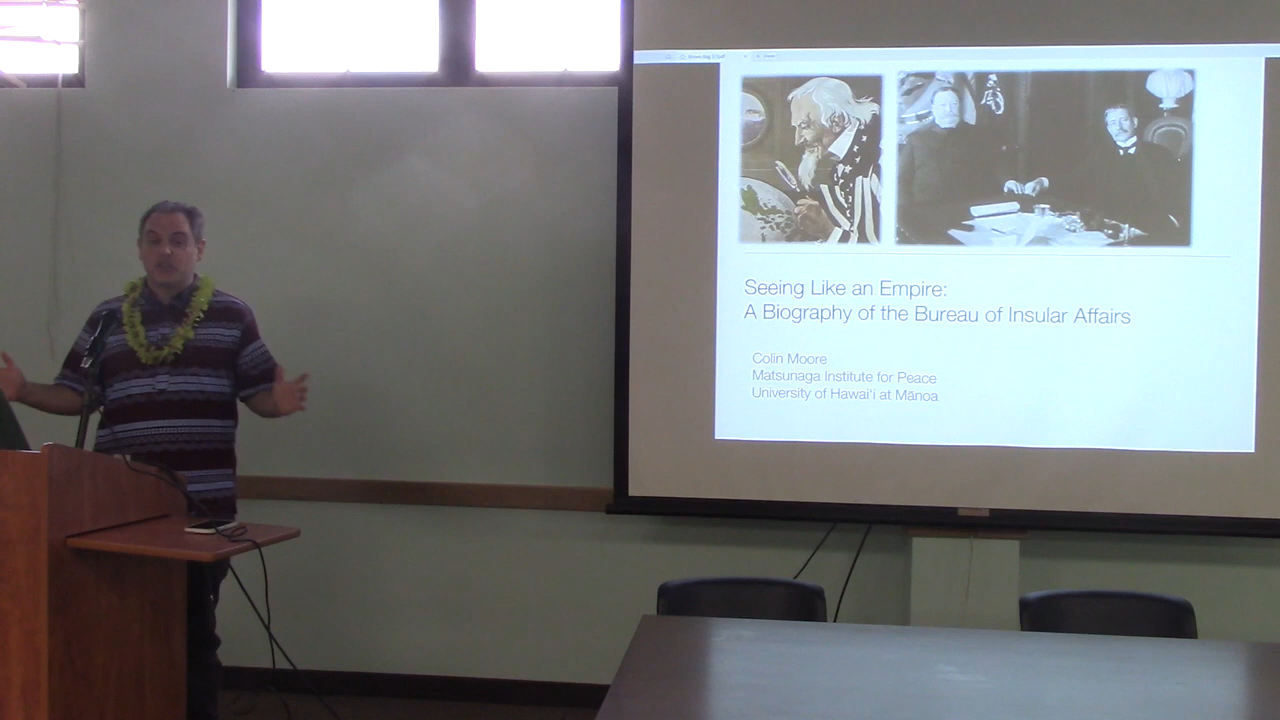 Seeing Like an Empire:
A Biography of the Bureau of Insular Affairs
Colin Moore
Matsunaga Institute for Peace
University of Hawai'i at Mānoa